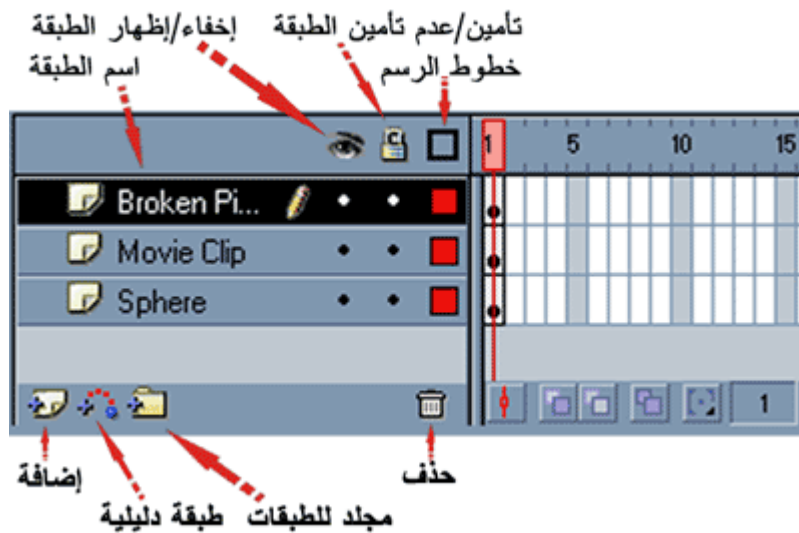 تأمين/عدم تأمين الطبقة إخفاء/إظهار الطبقة
خطوط الرسم اسم الطبقة
1 5 10 15
Broken Pi...
Movie Clip
Sphere
1
إضافة حذف
مجلد للطبقات طبقة دليلية